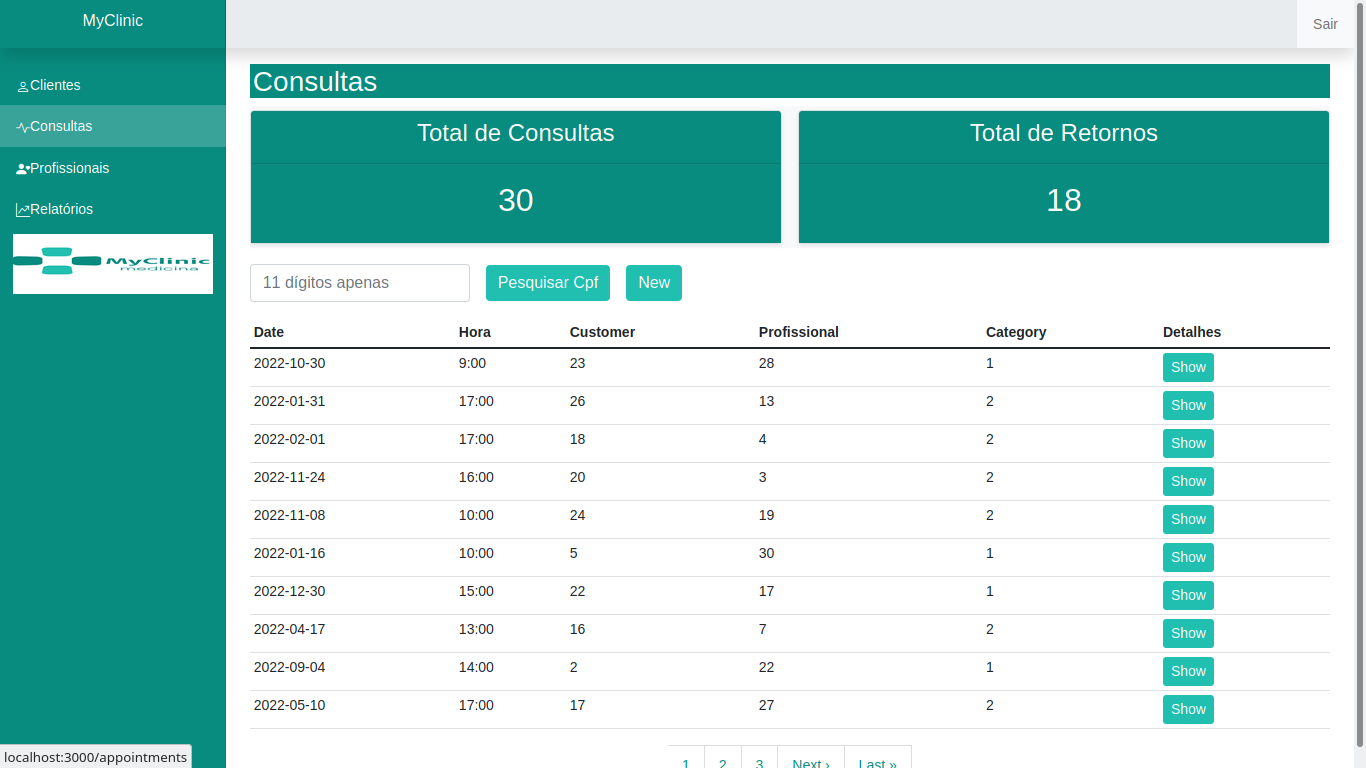 MyClinic
Sair
Clientes
Consultas
Profissionais
Relatórios
MyClinic
medicina
Consultas
Total de Consultas
30
Total de Retornos
18
11 dígitos apenas
Pesquisar Cpf
New
Date Hora Customer Profissional Category Detalhes
2022-10-30 9:00 23 28 1 Show
2022-01-31 17:00 26 13 2 Show
2022-02-01 17:00 18 4 2 Show
2022-11-24 16:00 20 3 2 Show
2022-11-08 10:00 24 19 2 Show
2022-01-16 10:00 5 30 1 Show
2022-12-30 15:00 22 17 1 Show
2022-04-17 13:00 16 7 2 Show
2022-09-04 14:00 2 22 1 Show
2022-05-10 17:00 17 27 2 Show
1 2 3 Next › Last »
localhost:3000/appointments